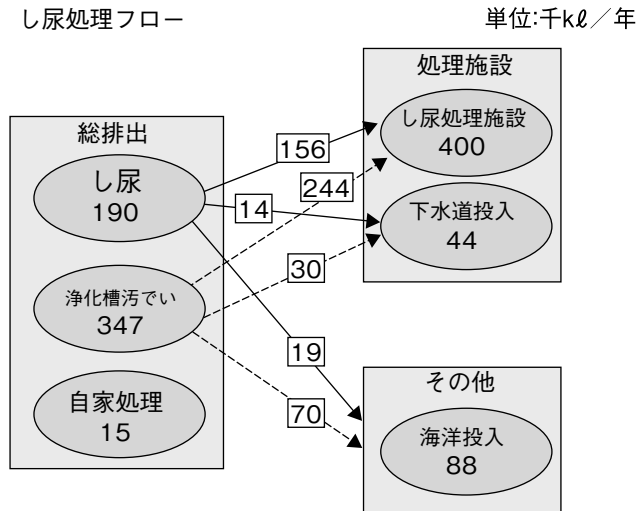 し尿処理フロー
単位:千kℓ／年
総排出
し尿
190
浄化槽汚でい
347
自家処理
15
156
244
14
30
19
70
処理施設
し尿処理施設
400
下水道投入
44
その他
海洋投入
88